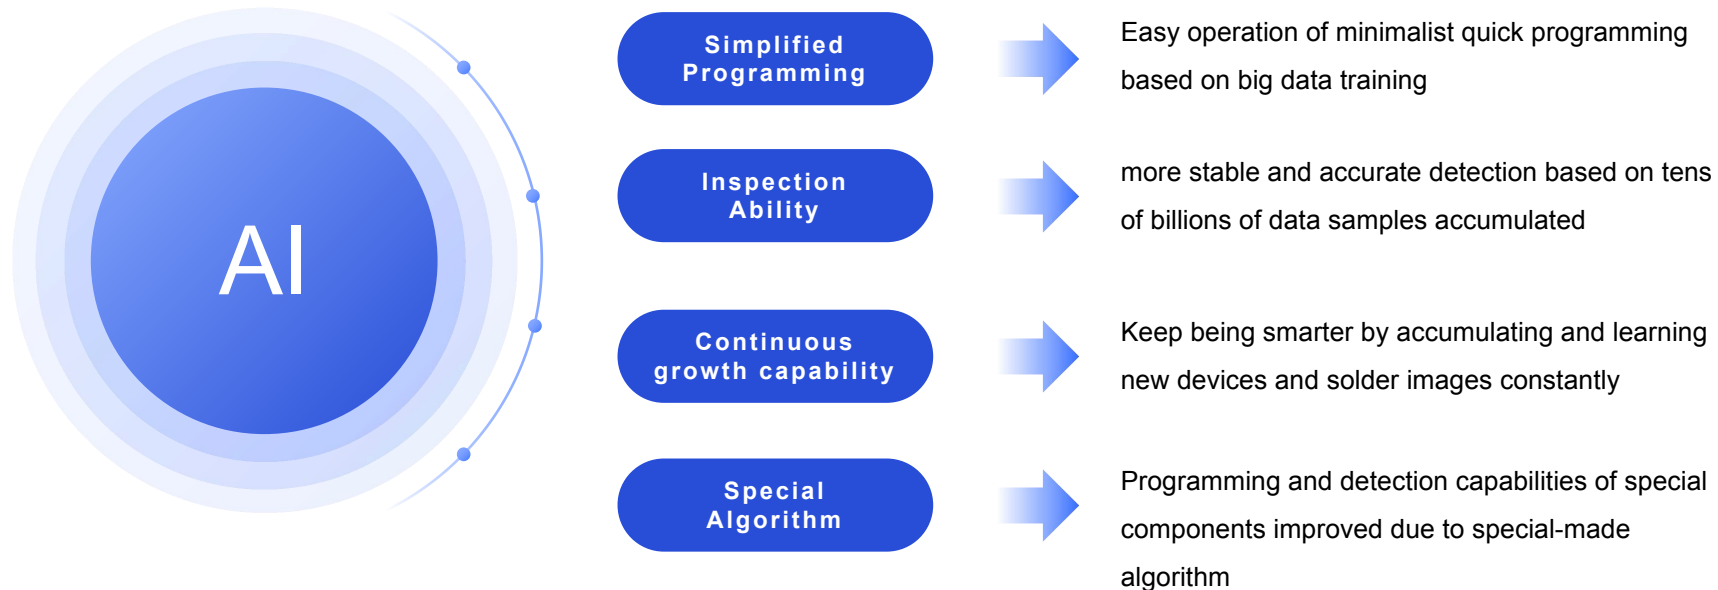 AI
Simplified
Programming
Easy operation of minimalist quick programming
based on big data training
Inspection
Ability
more stable and accurate detection based on tens
of billions of data samples accumulated
Continuous
growth capability
Keep being smarter by accumulating and learning
new devices and solder images constantly
Special
Algorithm
Programming and detection capabilities of special
components improved due to special-made
algorithm